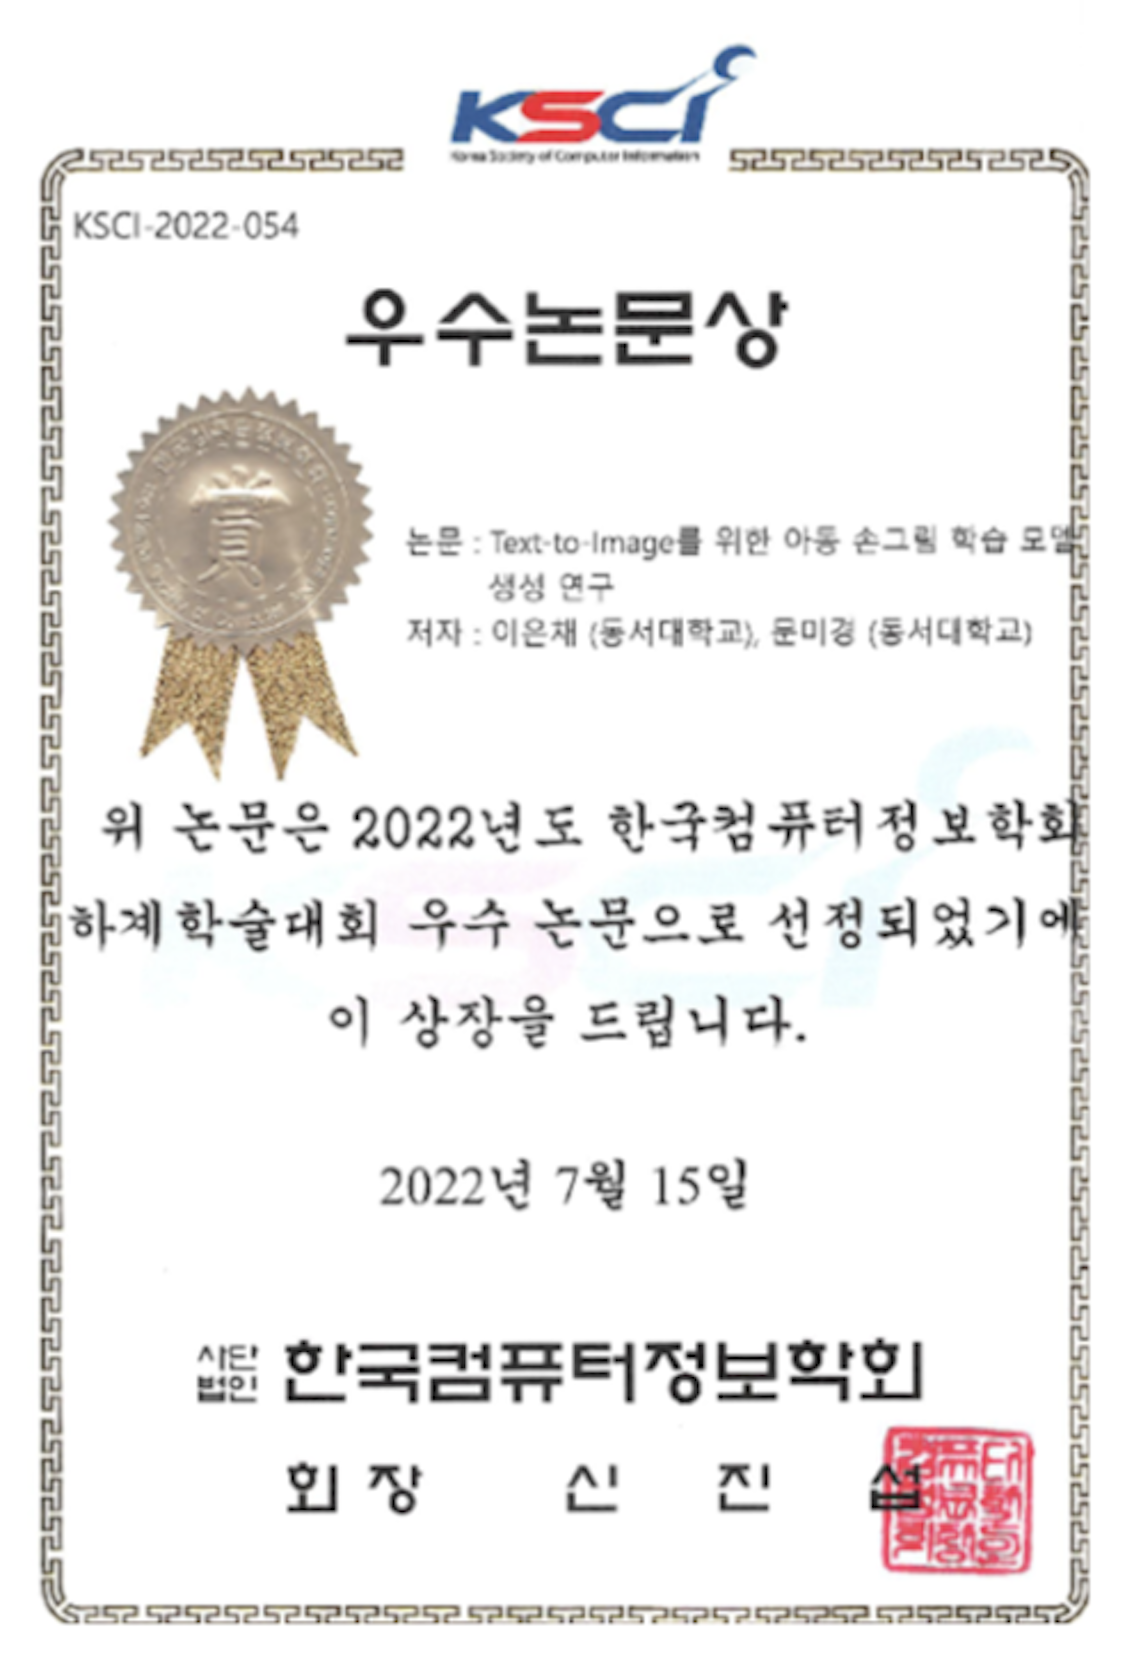 KSCI
Korea Society of Computer Information
KSCI-2022-054
우수논문상
賞
논문 : Text-to-Image를 위한 아동 손그림 학습 모델
생성 연구
저자 : 이은채 (동서대학교), 문미경 (동서대학교)
위 논문은 2022년도 한국컴퓨터정보학회
하계학술대회 우수 논문으로 선정되었기에
이 상장을 드립니다.
2022년 7월 15일
사단법인 한국컴퓨터정보학회
회장 신 진 섭